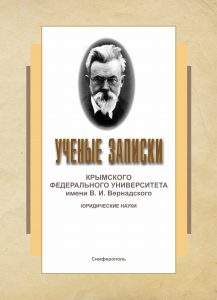 УЧЕНЫЕ ЗАПИСКИ
КРЫМСКОГО
ФЕДЕРАЛЬНОГО УНИВЕРСИТЕТА
имени В. И. Вернадского
ЮРИДИЧЕСКИЕ НАУКИ
Симферополь